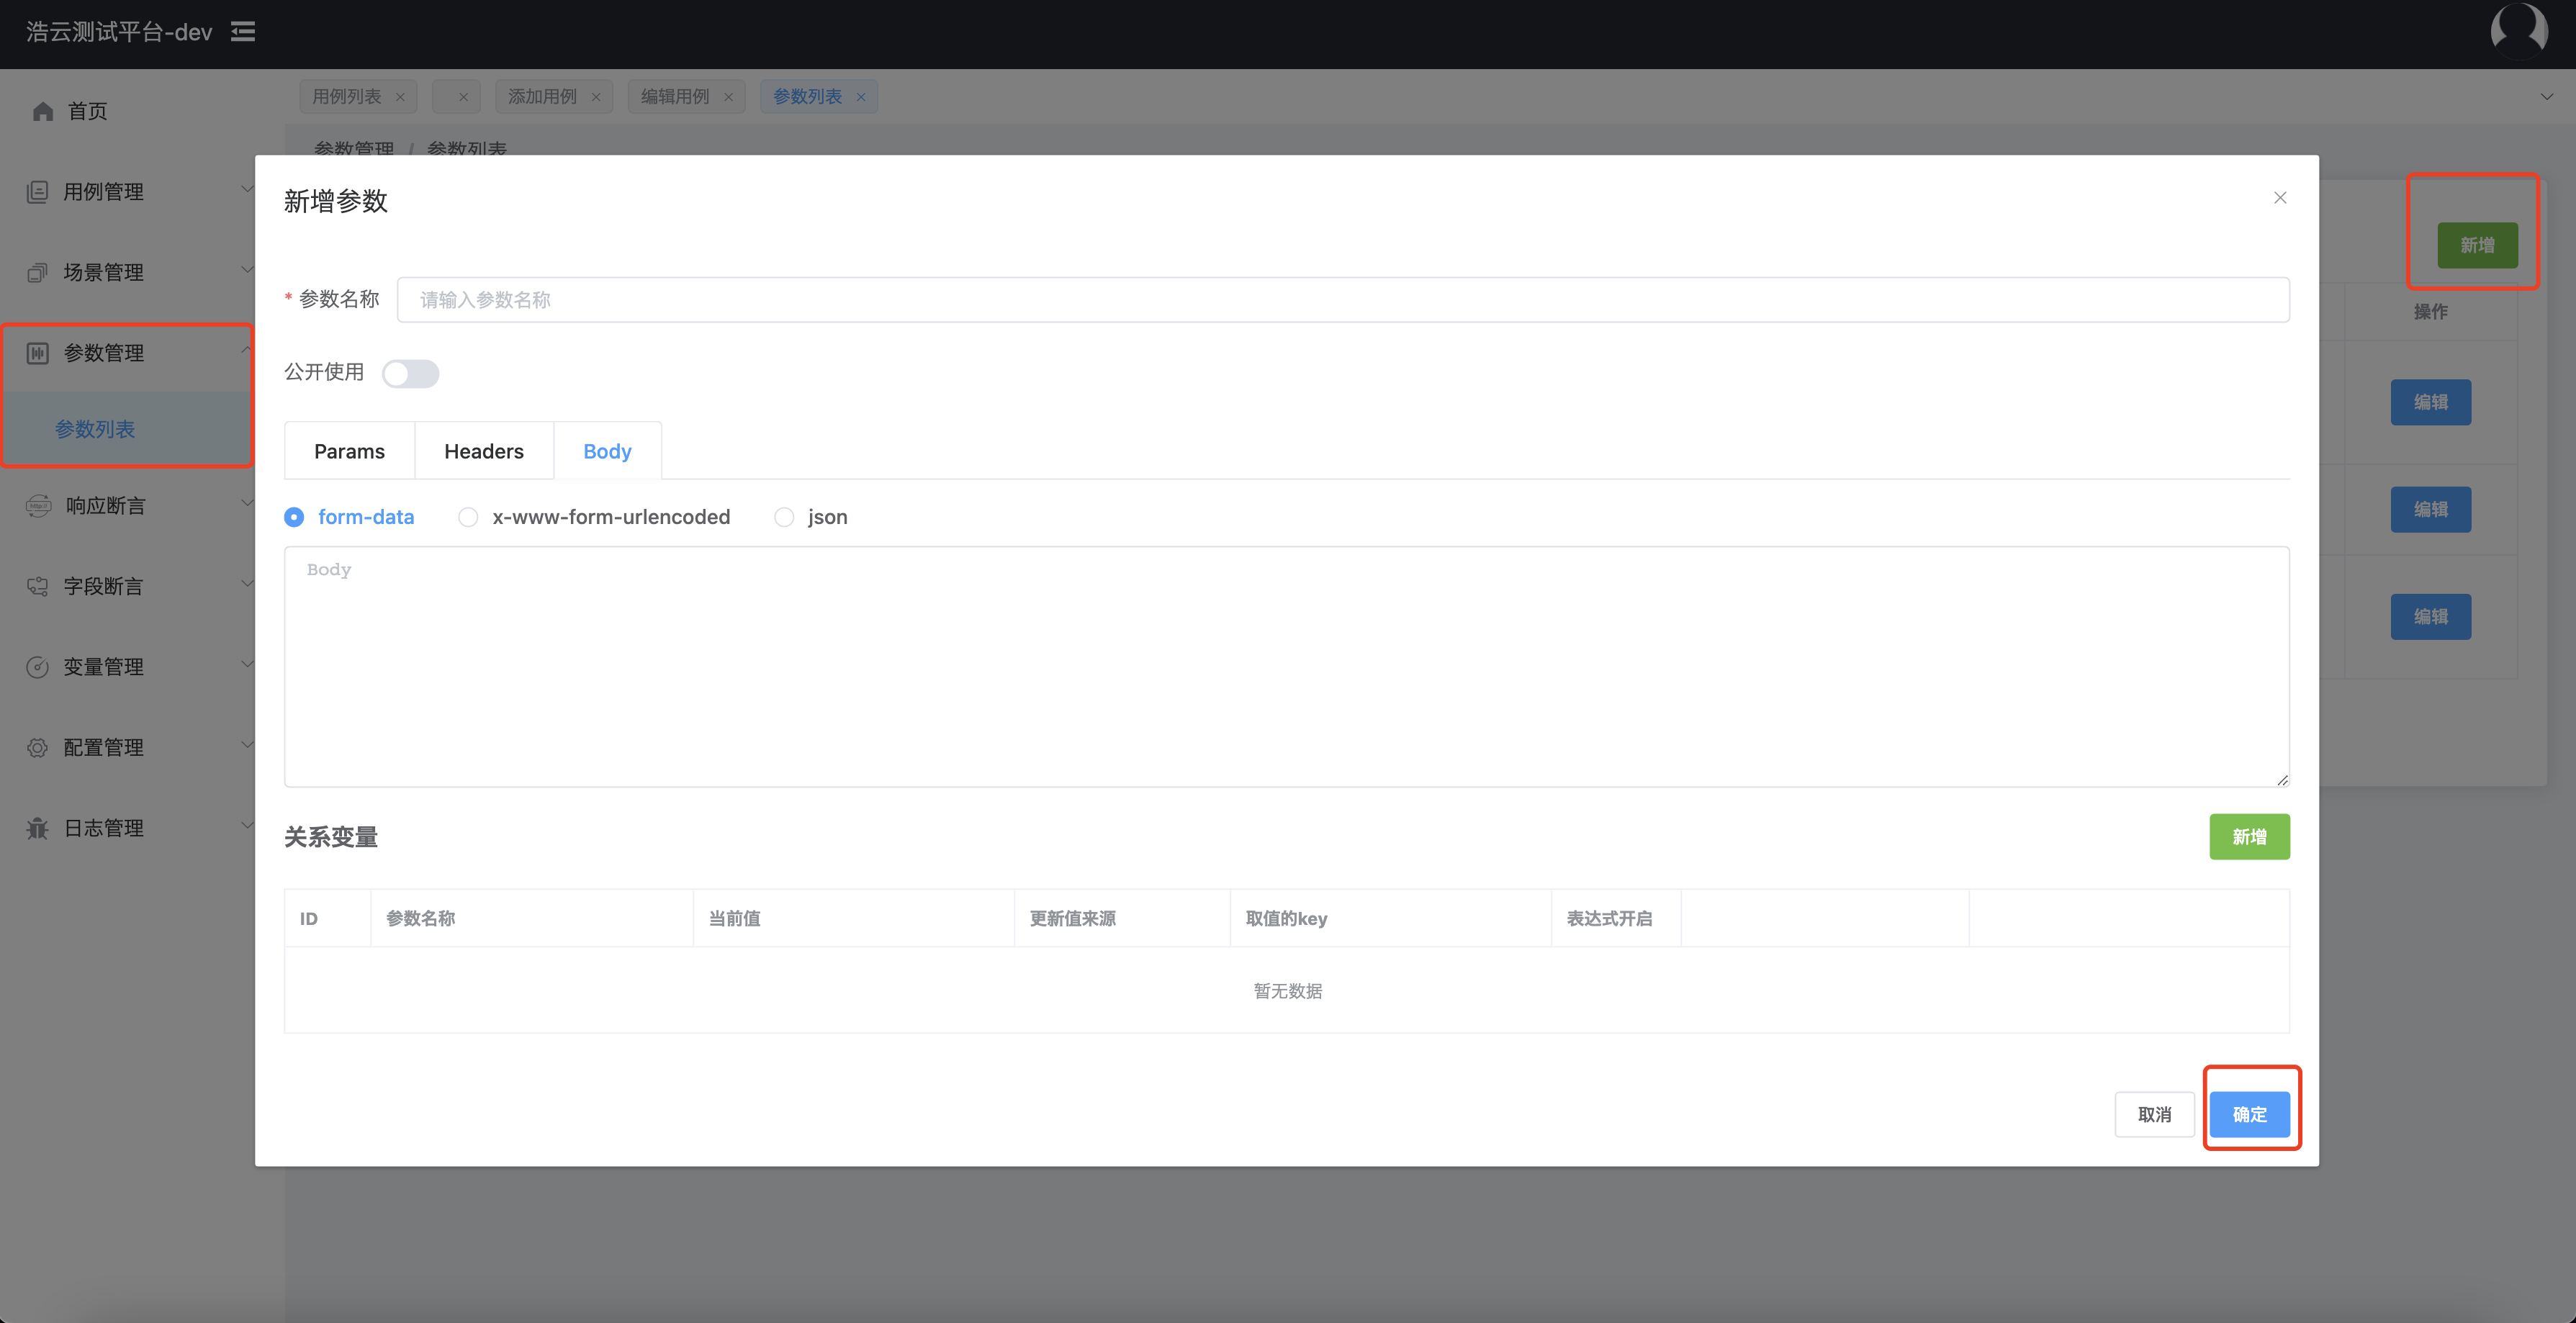 浩云测试平台-dev
首页
用例管理
场景管理
参数管理
参数列表
响应断言
http://
字段断言
变量管理
配置管理
日志管理
用例列表 添加用例 编辑用例 参数列表
参数管理 / 参数列表
新增
操作
编辑
编辑
编辑
新增参数
* 参数名称 请输入参数名称
公开使用
Params Headers Body
form-data x-www-form-urlencoded json
Body
关系变量 新增
ID 参数名称 当前值 更新值来源 取值的key 表达式开启
暂无数据
取消 确定